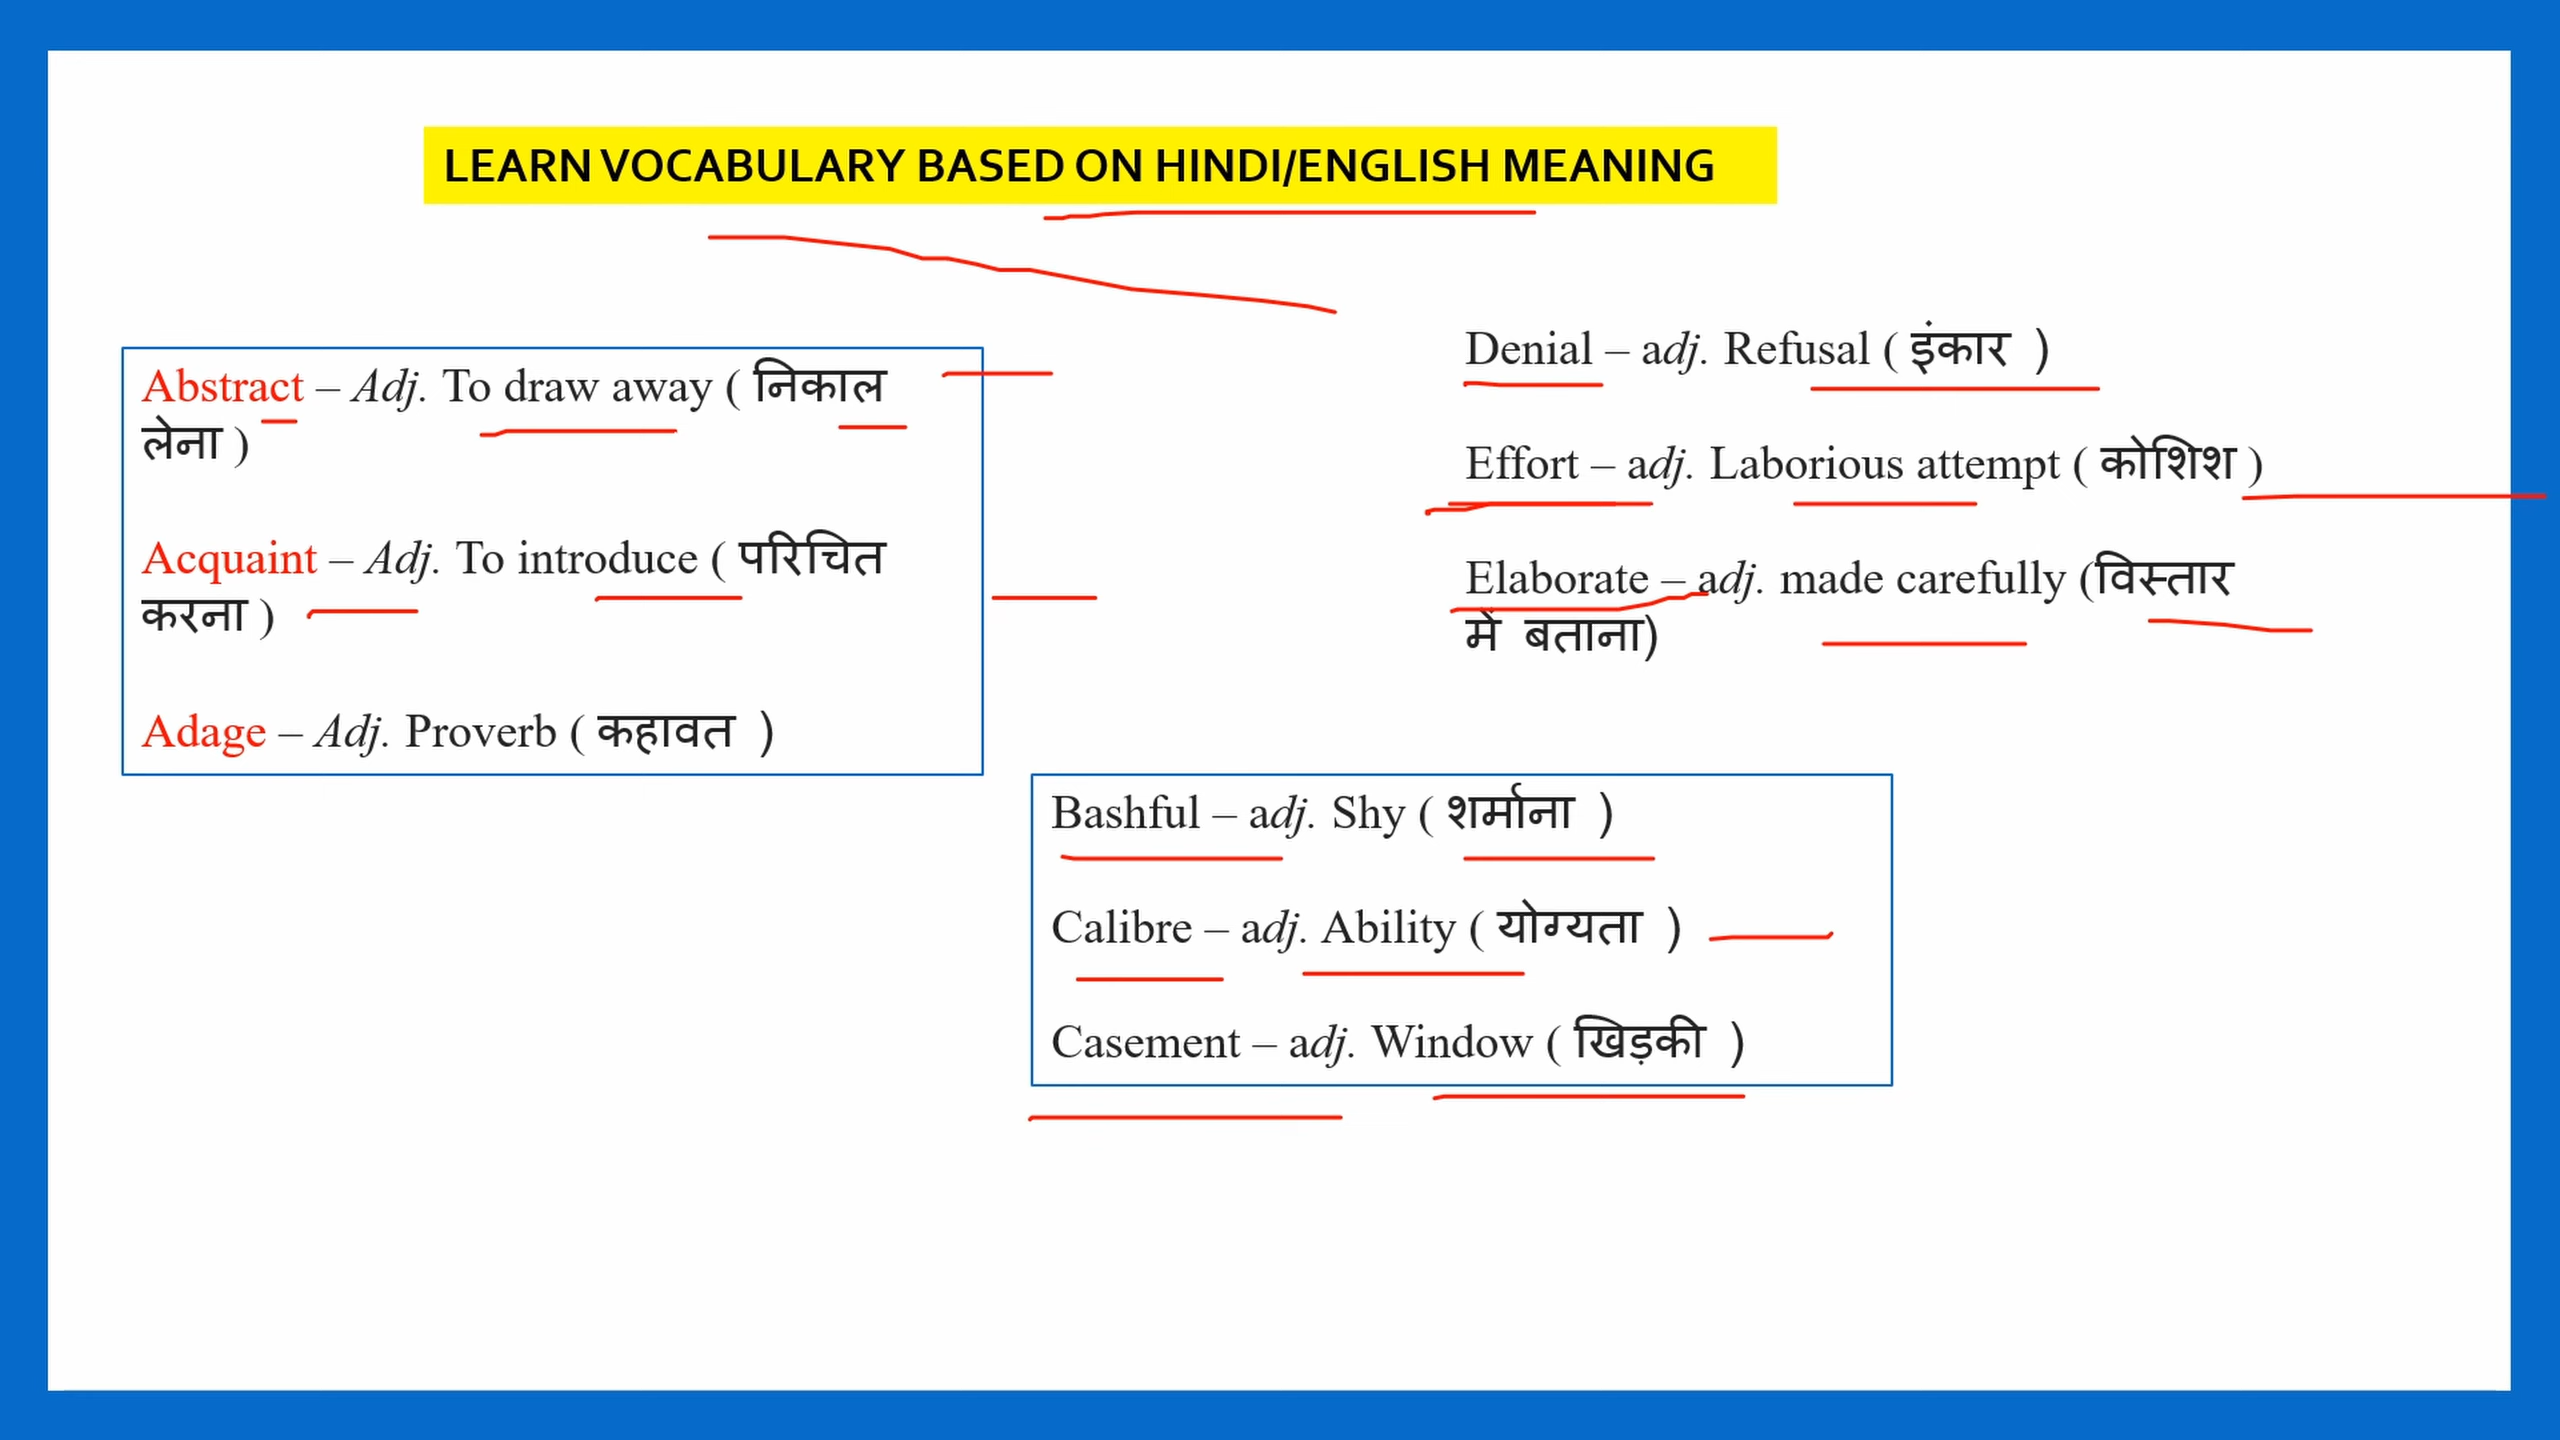 LEARN VOCABULARY BASED ON HINDI/ENGLISH MEANING
Abstract – Adj. To draw away ( निकाल
लेना )
Acquaint – Adj. To introduce ( परिचित
करना )
Adage – Adj. Proverb ( कहावत )
Denial – adj. Refusal ( इंकार )
Effort – adj. Laborious attempt ( कोशिश )
Elaborate – adj. made carefully (विस्तार
में बताना)
Bashful – adj. Shy ( शर्माना )
Calibre – adj. Ability ( योग्यता )
Casement – adj. Window ( खिड़की )